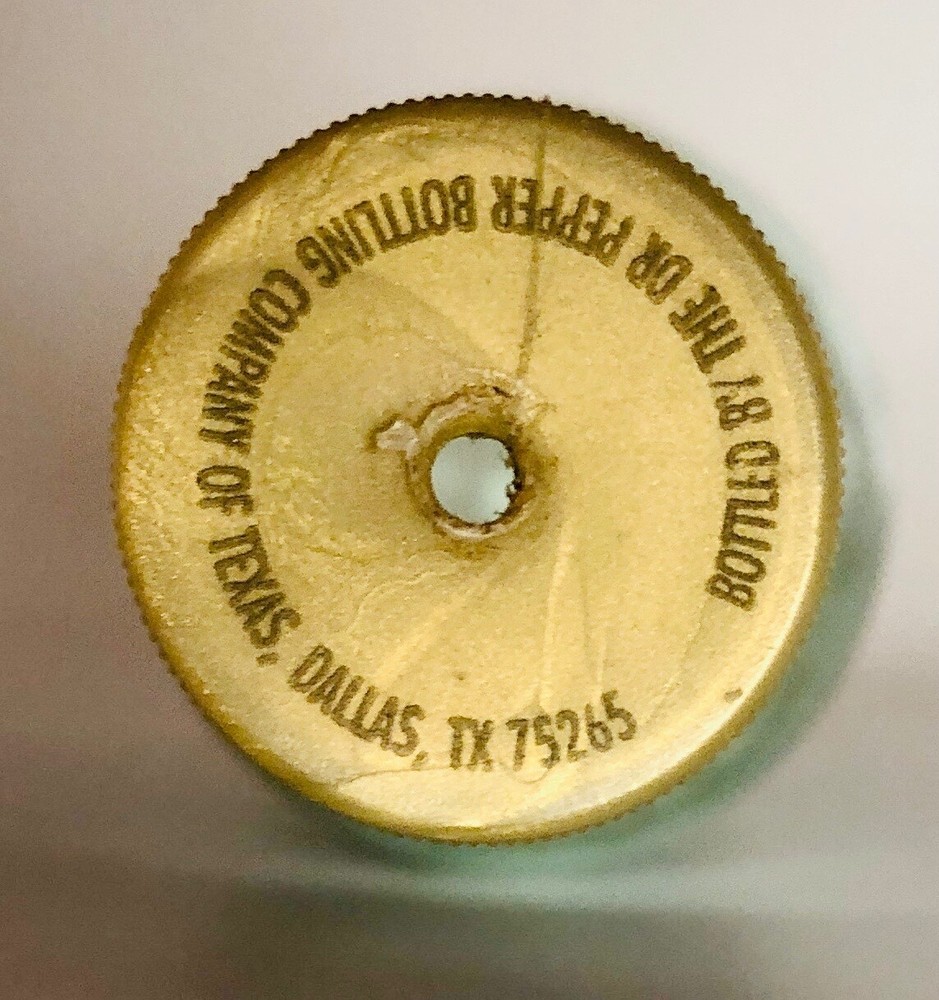 BOTTLED BY THE DR PEPPER BOTTLING COMPANY OF TEXAS, DALLAS, TX 75265